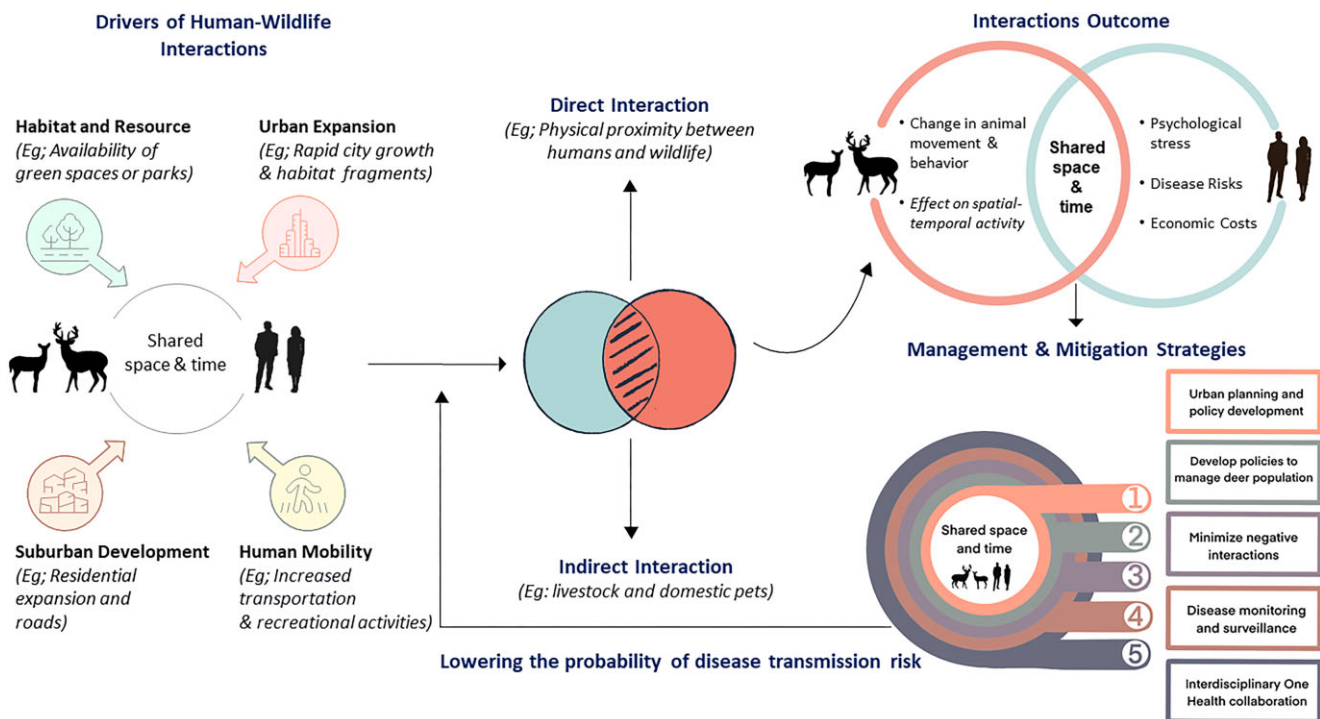 Drivers of Human-Wildlife
Interactions
Habitat and Resource
(Eg; Availability of
green spaces or parks)
Urban Expansion
(Eg; Rapid city growth
& habitat fragments)
Shared
space & time
Suburban Development
(Eg; Residential
expansion and
roads)
Human Mobility
(Eg; Increased
transportation
& recreational activities)
Direct Interaction
(Eg; Physical proximity between
humans and wildlife)
Indirect Interaction
(Eg: livestock and domestic pets)
Lowering the probability of disease transmission risk
Interactions Outcome
• Change in animal
movement &
behavior
• Effect on spatial-
temporal activity
Shared
space
&
time
• Psychological
stress
• Disease Risks
• Economic Costs
Management & Mitigation Strategies
Shared space
and time
1
2
3
4
5
Urban planning and
policy development
Develop policies to
manage deer population
Minimize negative
interactions
Disease monitoring
and surveillance
Interdisciplinary One
Health collaboration